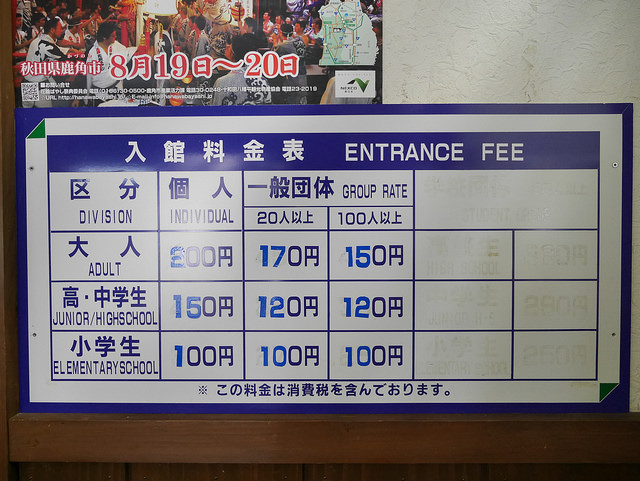 秋田県鹿角市 8月19日～20日
入館料金表 ENTRANCE FEE
区分 個人 一般団体 GROUP RATE
DIVISION INDIVIDUAL 20人以上 100人以上
大人 200円 170円 150円
ADULT
高・中学生 150円 120円 120円
JUNIOR/HIGHSCHOOL
小学生 100円 100円 100円
ELEMENTARYSCHOOL
※ この料金は消費税を含んでおります。